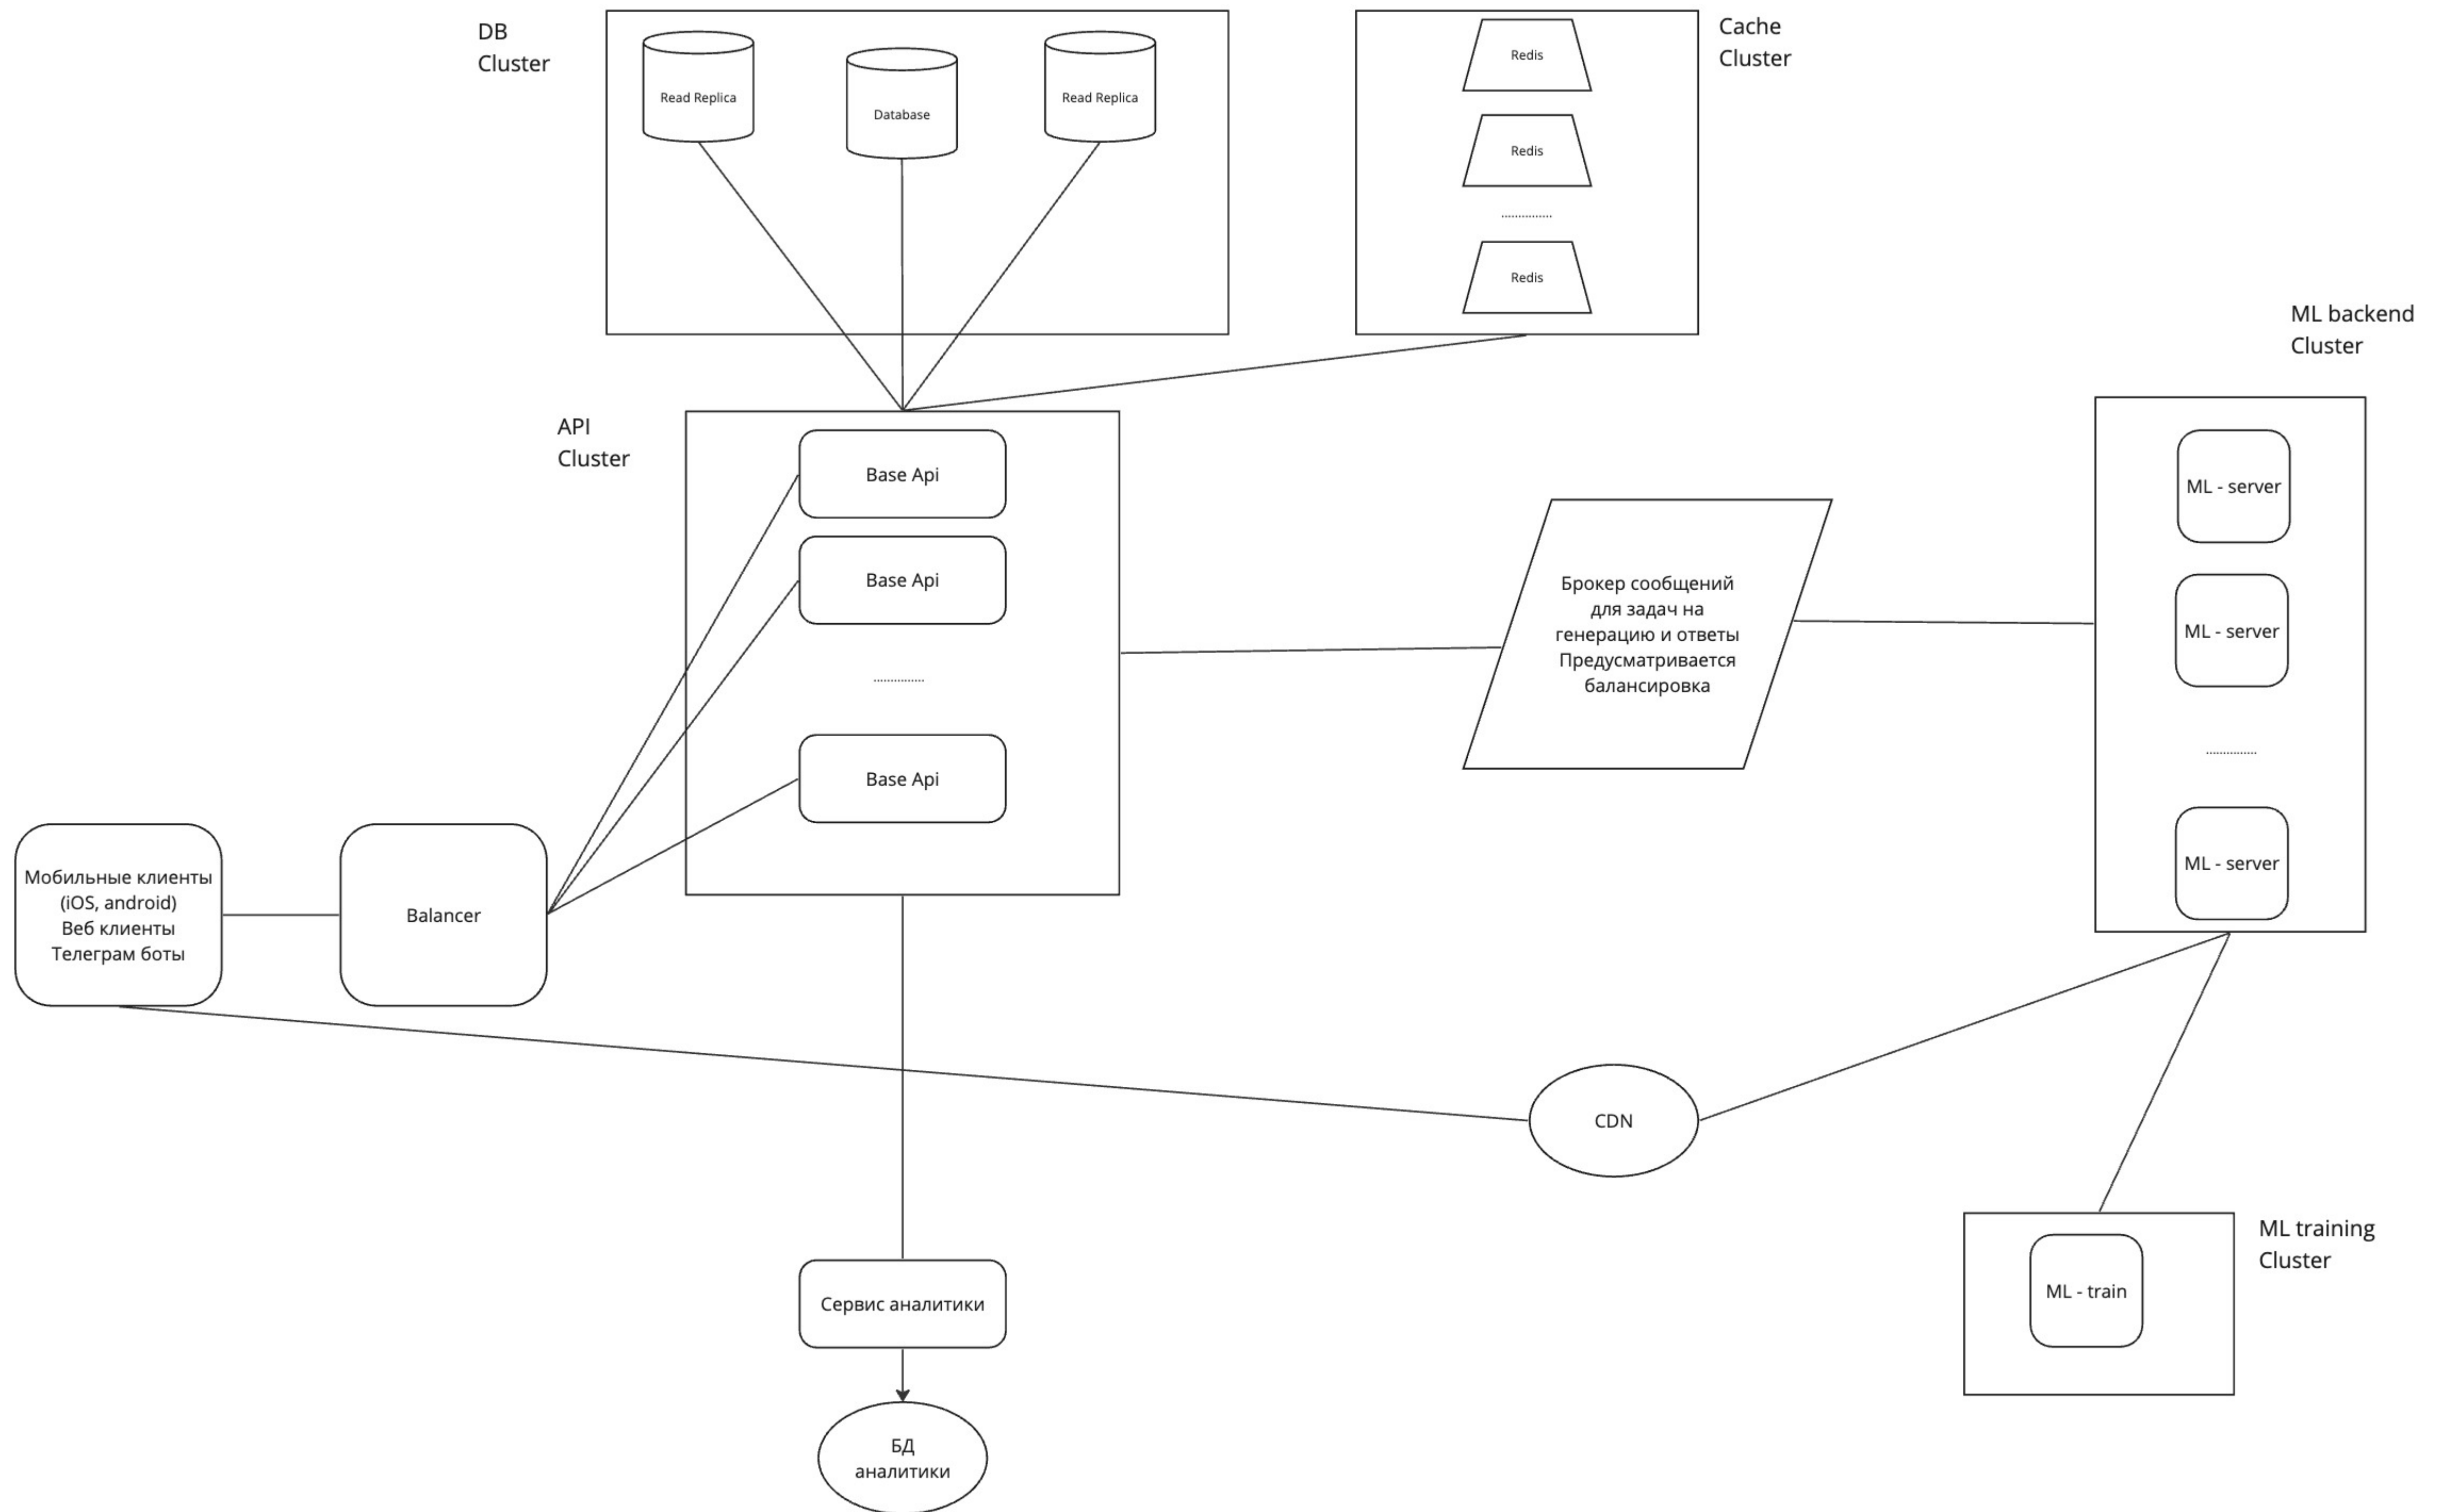 DB
Cluster
Read Replica
Database
Read Replica
Redis
Redis
...............
Redis
Cache
Cluster
ML backend
Cluster
API
Cluster
Base Api
Base Api
...............
Base Api
Брокер сообщений
для задач на
генерацию и ответы
Предусматривается
балансировка
ML - server
ML - server
...............
ML - server
Мобильные клиенты
(iOS, android)
Веб клиенты
Телеграм боты
Balancer
CDN
ML training
Cluster
ML - train
Сервис аналитики
БД
аналитики